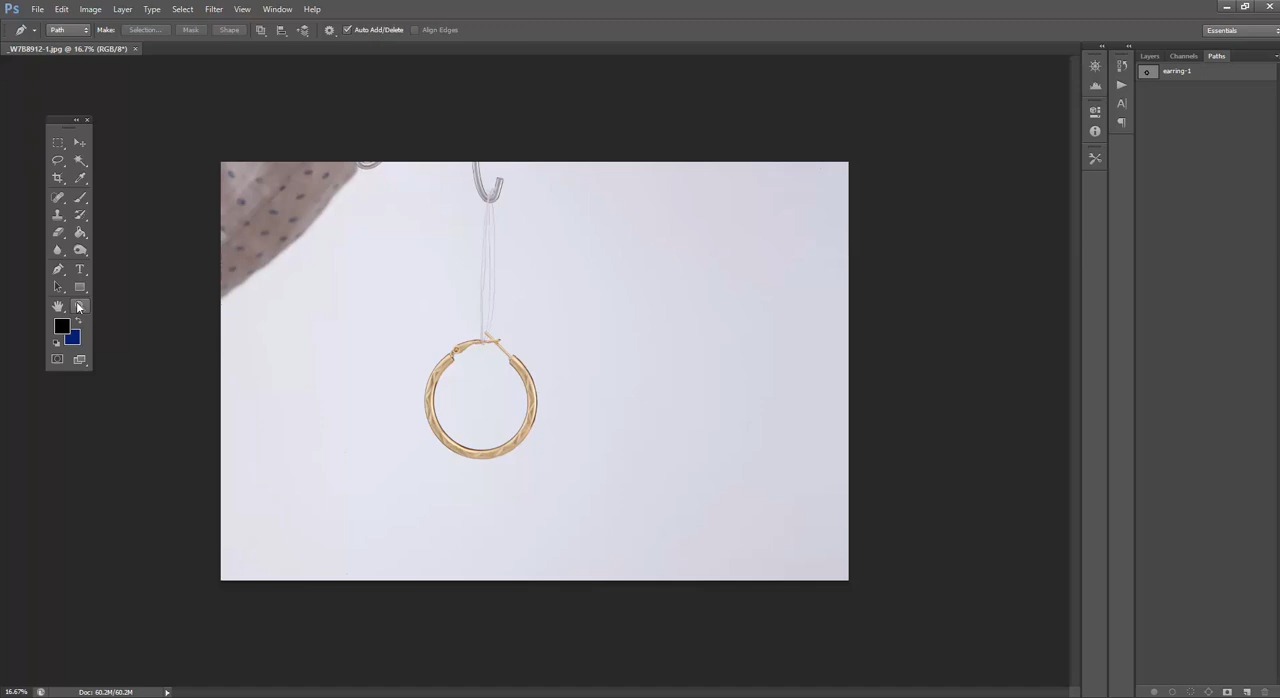 Ps File Edit Image Layer Type Select Filter View Window Help
Path Make: Selection... Mask Shape Auto Add/Delete Align Edges Essentials
_W7B8912-1.jpg @ 16.7% (RGB/8*) ×
Layers Channels Paths
earring-1
A
T
16.67% Doc: 60.2M/60.2M